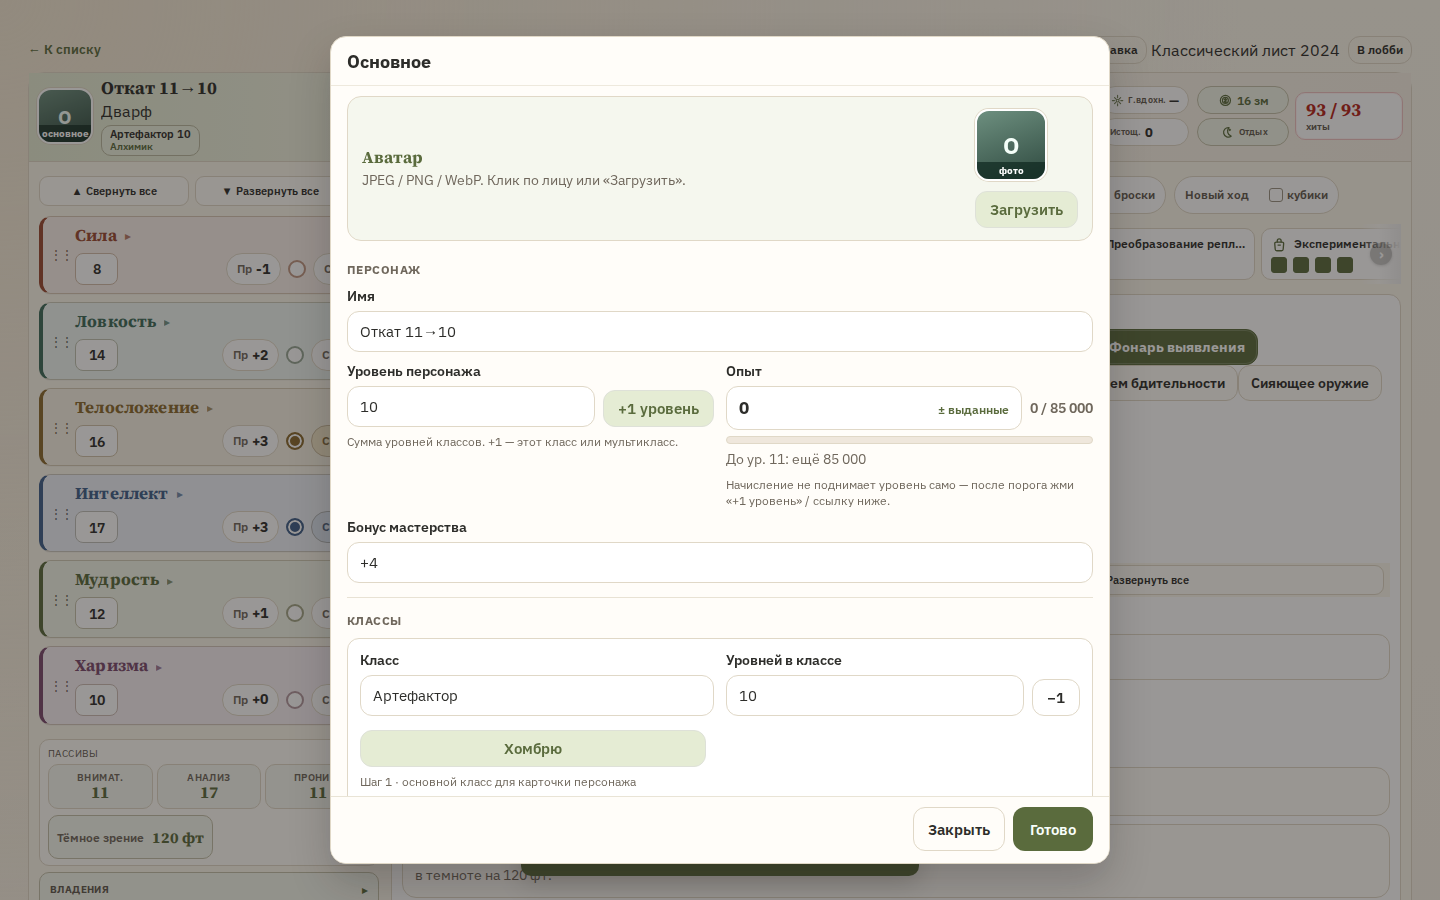 ← К списку
авка
Классический лист 2024
В лобби
О
основное
Откат 11→10
Дварф
Артефактор 10
Алхимик
Г.вдохн. —
16 зм
Истощ. 0
Отдых
93 / 93
хиты
▲ Свернуть все
▼ Развернуть все
броски
Новый ход
кубики
Сила ▸
8
Пр -1
Ловкость ▸
14
Пр +2
Телосложение ▸
16
Пр +3
Интеллект ▸
17
Пр +3
Мудрость ▸
12
Пр +1
Харизма ▸
10
Пр +0
ПАССИВЫ
ВНИМАТ.
11
АНАЛИЗ
17
ПРОНИ
11
Тёмное зрение 120 фт
ВЛАДЕНИЯ ▸
Основное
Аватар
JPEG / PNG / WebP. Клик по лицу или «Загрузить».
О
фото
Загрузить
ПЕРСОНАЖ
Имя
Откат 11→10
Уровень персонажа
10
+1 уровень
Сумма уровней классов. +1 — этот класс или мультикласс.
Опыт
0
± выданные
0 / 85 000
До ур. 11: ещё 85 000
Начисление не поднимает уровень само — после порога жми
«+1 уровень» / ссылку ниже.
Бонус мастерства
+4
КЛАССЫ
Класс
Артефактор
Уровней в классе
10
−1
Хомбрю
Шаг 1 · основной класс для карточки персонажа
Закрыть
Готово
Преобразование репл...
Эксперименталь
›
Фонарь выявления
ем бдительности
Сияющее оружие
Развернуть все
в темноте на 120 фт.